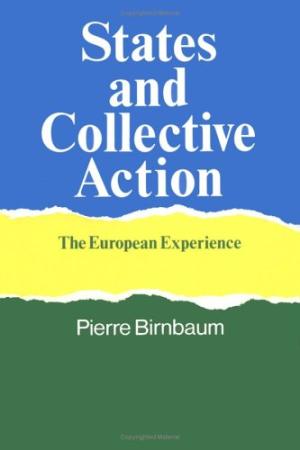 States
and
Collective
Action
The European Experience
Pierre Birnbaum